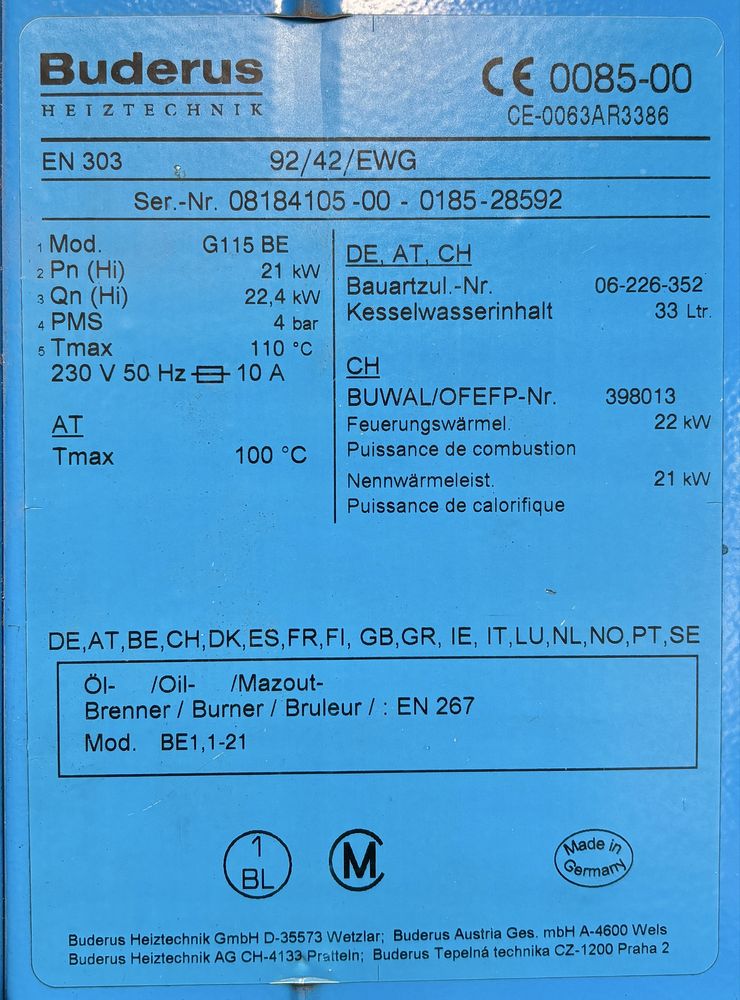 Buderus
HEIZTECHNIK
CE 0085-00
CE-0063AR3386
EN 303 92/42/EWG
Ser.-Nr. 08184105-00 - 0185-28592
1 Mod. G115 BE
2 Pn (Hi) 21 kW
3 Qn (Hi) 22,4 kW
4 PMS 4 bar
5 Tmax 110 °C
230 V 50 Hz 10 A
AT
Tmax 100 °C
DE, AT, CH
Bauartzul.-Nr. 06-226-352
Kesselwasserinhalt 33 Ltr.
CH
BUWAL/OFEFP-Nr. 398013
Feuerungswärmel. 22 kW
Puissance de combustion
Nennwärmeleist. 21 kW
Puissance de calorifique
DE,AT,BE,CH,DK,ES,FR,FI, GB,GR, IE, IT,LU,NL,NO,PT,SE
Öl- /Oil- /Mazout-
Brenner / Burner / Bruleur / : EN 267
Mod. BE1,1-21
1
BL
M
Made in
Germany
Buderus Heiztechnik GmbH D-35573 Wetzlar; Buderus Austria Ges. mbH A-4600 Wels
Buderus Heiztechnik AG CH-4133 Pratteln; Buderus Tepelná technika CZ-1200 Praha 2